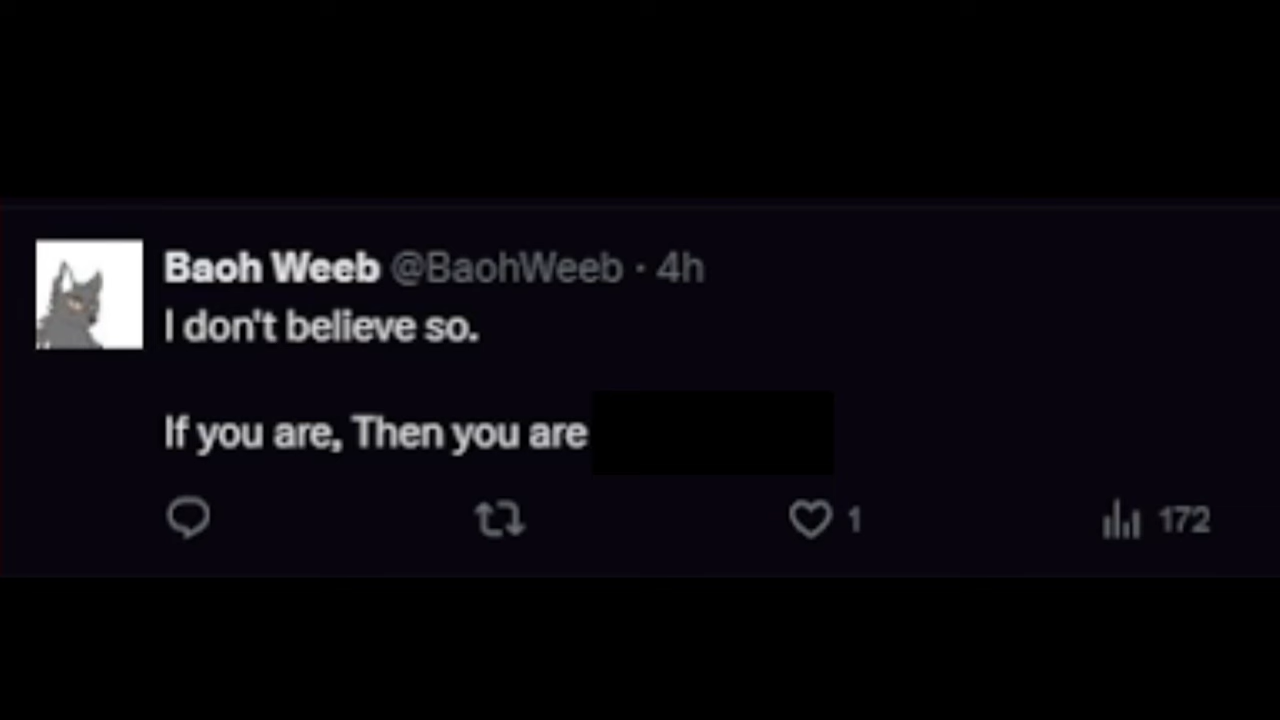 Baoh Weeb @BaohWeeb · 4h
I don't believe so.
If you are, Then you are
1 172